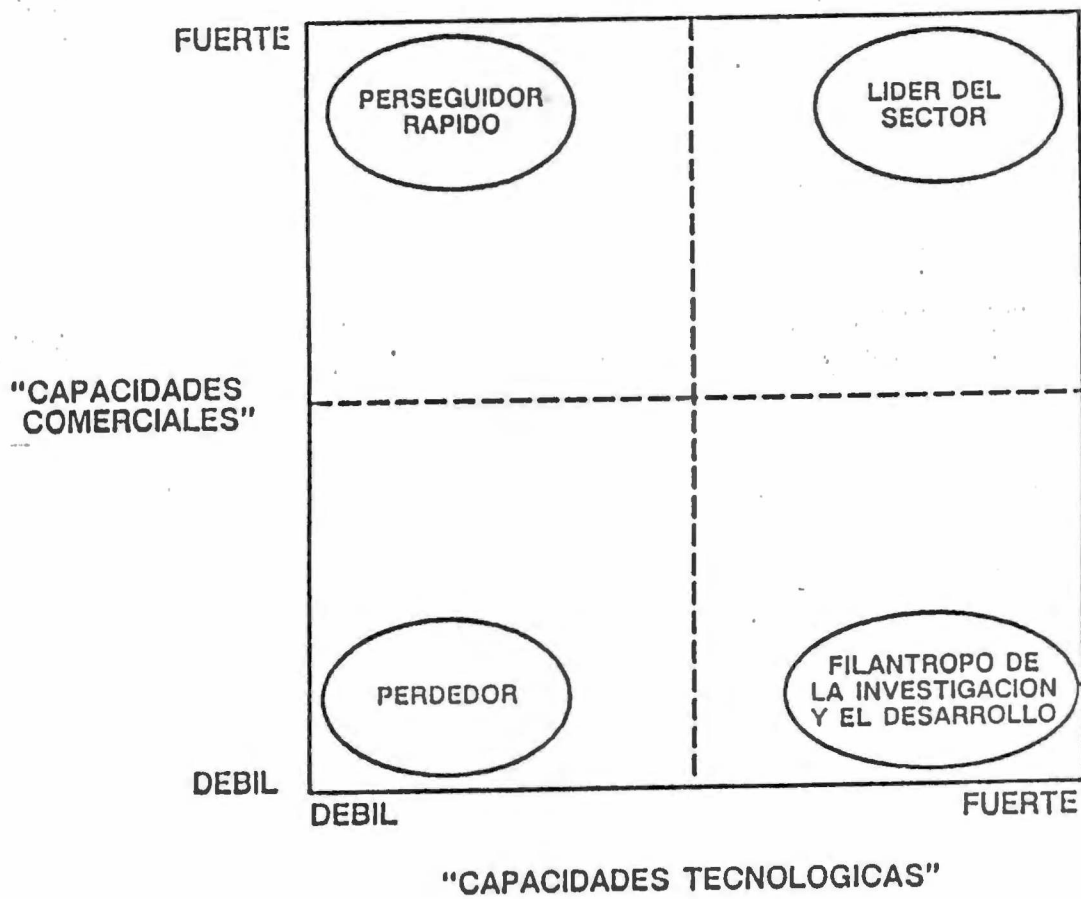 FUERTE
PERSEGUIDOR
RAPIDO
LIDER DEL
SECTOR
"CAPACIDADES
COMERCIALES"
PERDEDOR
FILANTROPO DE
LA INVESTIGACION
Y EL DESARROLLO
DEBIL
DEBIL
FUERTE
"CAPACIDADES TECNOLOGICAS"